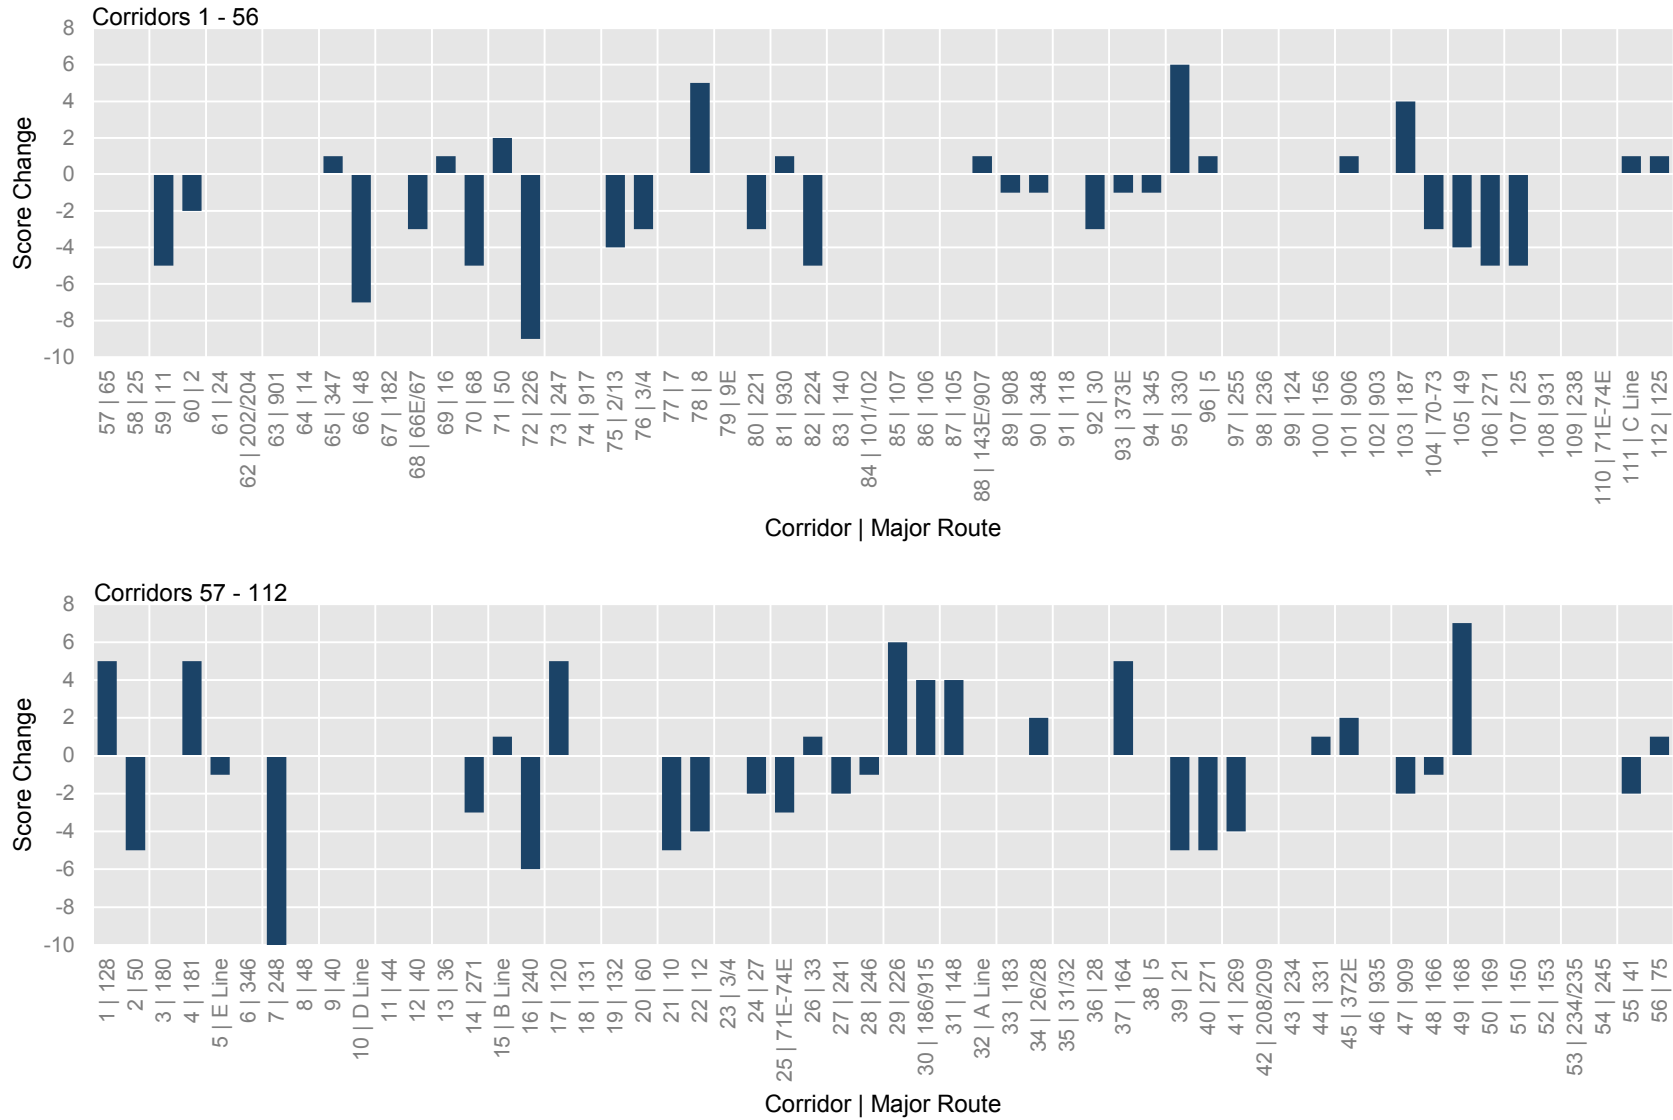 Corridors 1 - 56
8
6
4
2
0
-2
-4
-6
-8
-10
Score Change
57 | 65
58 | 25
59 | 11
60 | 2
61 | 24
62 | 202/204
63 | 901
64 | 14
65 | 347
66 | 48
67 | 182
68 | 66E/67
69 | 16
70 | 68
71 | 50
72 | 226
73 | 247
74 | 917
75 | 2/13
76 | 3/4
77 | 7
78 | 8
79 | 9E
80 | 221
81 | 930
82 | 224
83 | 140
84 | 101/102
85 | 107
86 | 106
87 | 105
88 | 143E/907
89 | 908
90 | 348
91 | 118
92 | 30
93 | 373E
94 | 345
95 | 330
96 | 5
97 | 255
98 | 236
99 | 124
100 | 156
101 | 906
102 | 903
103 | 187
104 | 70-73
105 | 49
106 | 271
107 | 25
108 | 931
109 | 238
110 | 71E-74E
111 | C Line
112 | 125
Corridor | Major Route
Corridors 57 - 112
8
6
4
2
0
-2
-4
-6
-8
-10
Score Change
1 | 128
2 | 50
3 | 180
4 | 181
5 | E Line
6 | 346
7 | 248
8 | 48
9 | 40
10 | D Line
11 | 44
12 | 40
13 | 36
14 | 271
15 | B Line
16 | 240
17 | 120
18 | 131
19 | 132
20 | 60
21 | 10
22 | 12
23 | 3/4
24 | 27
25 | 71E-74E
26 | 33
27 | 241
28 | 246
29 | 226
30 | 186/915
31 | 148
32 | A Line
33 | 183
34 | 26/28
35 | 31/32
36 | 28
37 | 164
38 | 5
39 | 21
40 | 271
41 | 269
42 | 208/209
43 | 234
44 | 331
45 | 372E
46 | 935
47 | 909
48 | 166
49 | 168
50 | 169
51 | 150
52 | 153
53 | 234/235
54 | 245
55 | 41
56 | 75
Corridor | Major Route